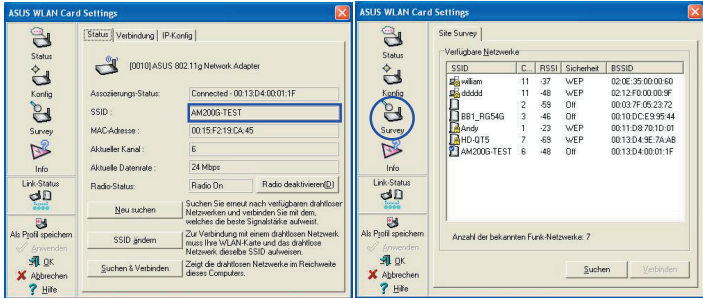 ASUS WLAN Card Settings
Status
Konfig
Survey
Info
Link-Status
Als Profil speichern
Anwenden
OK
Abbrechen
Hilfe
Status Verbindung IP-Konfig
[0010]ASUS 802.11g Network Adapter
Assoziierungs-Status: Connected - 00:13:D4:00:01:1F
SSID : AM200G-TEST
MAC-Adresse : 00:15:F2:19:CA:45
Aktueller Kanal : 6
Aktuelle Datenrate : 24 Mbps
Radio-Status: Radio On Radio deaktivieren(D)
Neu suchen
Suchen Sie erneut nach verfügbaren drahtloser
Netzwerken und verbinden Sie mit dem,
welches die beste Signalstärke aufweist.
SSID ändern
Zur Verbindung mit einem drahtlosen Netzwerk
muss Ihre WLAN-Karte und das drahtlose
Netzwerk dieselbe SSID aufweisen.
Suchen & Verbinden
Zeigt die drahtlosen Netzwerke im Reichweite
dieses Computers.
ASUS WLAN Card Settings
Status
Konfig
Survey
Info
Link-Status
Als Profil speichern
Anwenden
OK
Abbrechen
Hilfe
Site Survey
Verfügbare Netzwerke
SSID C... RSSI Sicherheit BSSID
william 11 -37 WEP 02:0E:35:00:00:60
ddddd 11 -48 WEP 02:12:F0:00:00:9F
2 -59 Off 00:03:7F:05:23:72
BB1_RG54G 3 -46 Off 00:10:DC:E9:95:44
Andy 1 -23 WEP 00:11:D8:70:1D:01
HD-QT5 7 -69 WEP 00:13:D4:9E:7A:AB
AM200G-TEST 6 -48 Off 00:13:D4:00:01:1F
Anzahl der bekannten Funk-Netzwerke: 7
Suchen Verbinden